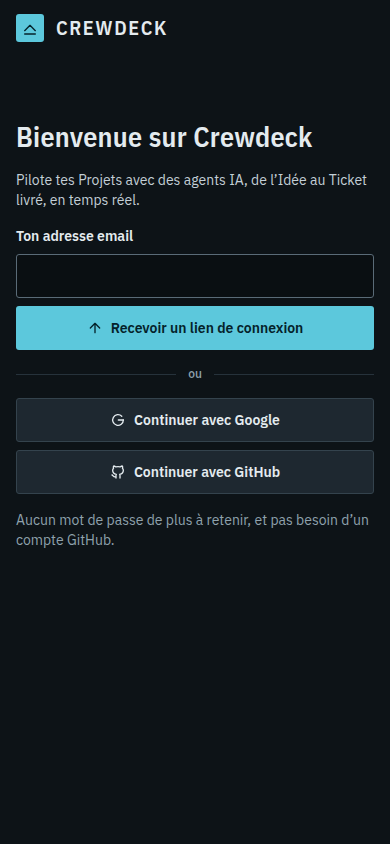 CREWDECK
Bienvenue sur Crewdeck
Pilote tes Projets avec des agents IA, de l’Idée au Ticket
livré, en temps réel.
Ton adresse email
Recevoir un lien de connexion
ou
Continuer avec Google
Continuer avec GitHub
Aucun mot de passe de plus à retenir, et pas besoin d’un
compte GitHub.